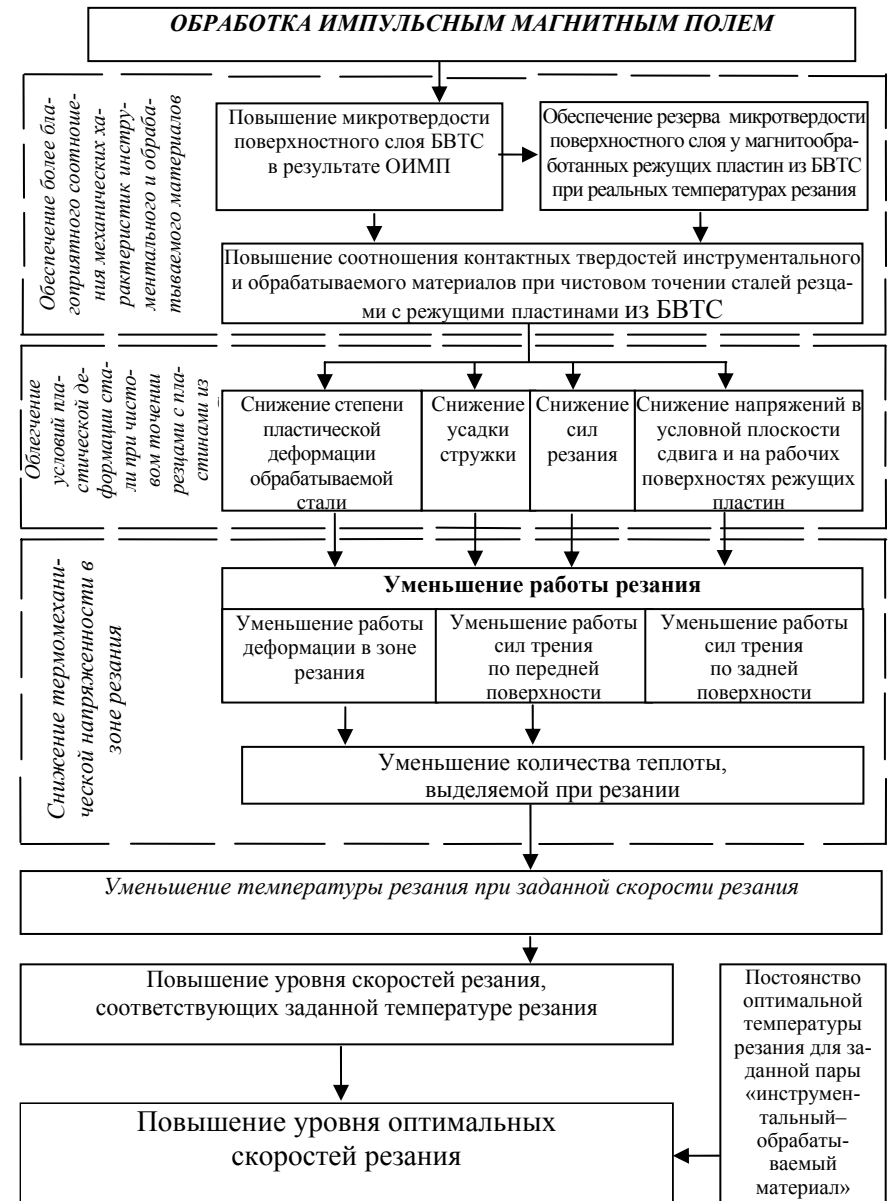 ОБРАБОТКА ИМПУЛЬСНЫМ МАГНИТНЫМ ПОЛЕМ
Обеспечение более бла-
гоприятного соотноше-
ния механических ха-
рактеристик инстру-
ментального и обраба-
тываемого материалов
Повышение микротвердости
поверхностного слоя БВТС
в результате ОИМП
Обеспечение резерва микротвердости
поверхностного слоя у магнитообра-
ботанных режущих пластин из БВТС
при реальных температурах резания
Повышение соотношения контактных твердостей инструментального
и обрабатываемого материалов при чистовом точении сталей резца-
ми с режущими пластинами из БВТС
Облегчение
условий пла-
стической де-
формации ста-
ли при чисто-
вом точении
резцами с пла-
стинами из
Снижение степени
пластической
деформации
обрабатываемой
стали
Снижение
усадки
стружки
Снижение
сил
резания
Снижение напряжений в
условной плоскости
сдвига и на рабочих
поверхностях режущих
пластин
Снижение термомехани-
ческой напряженности в
зоне резания
Уменьшение работы резания
Уменьшение работы
деформации в зоне
резания
Уменьшение работы
сил трения
по передней
поверхности
Уменьшение работы
сил трения
по задней
поверхности
Уменьшение количества теплоты,
выделяемой при резании
Уменьшение температуры резания при заданной скорости резания
Повышение уровня скоростей резания,
соответствующих заданной температуре резания
Постоянство
оптимальной
температуры
резания для за-
данной пары
«инструмен-
тальный–
обрабаты-
ваемый
материал»
Повышение уровня оптимальных
скоростей резания